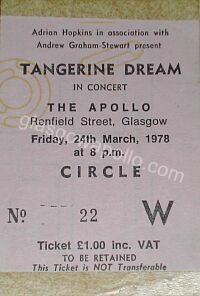 Adrian Hopkins in association with
Andrew Graham-Stewart present
TANGERINE DREAM
IN CONCERT
THE APOLLO
Renfield Street, Glasgow
Friday, 24th March, 1978
at 8 p.m.
CIRCLE
No 22 W
Ticket £1.00 inc. VAT
TO BE RETAINED
This Ticket is NOT Transferable